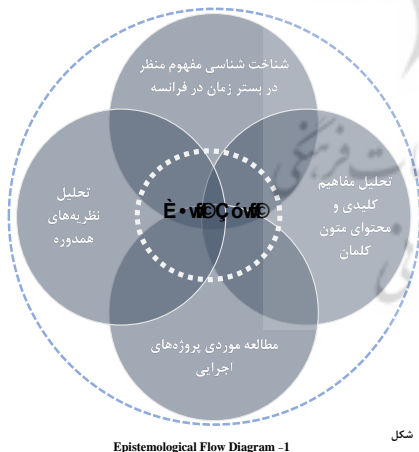 شناخت شناسی مفهوم منظر
در بستر زمان در فرانسه
تحلیل
نظریه‌های
همدوره
تحلیل مفاهیم
کلیدی و
محتوای متون
کلمان
مطالعه موردی پروژه‌های
اجرایی
شکل
Epistemological Flow Diagram -1